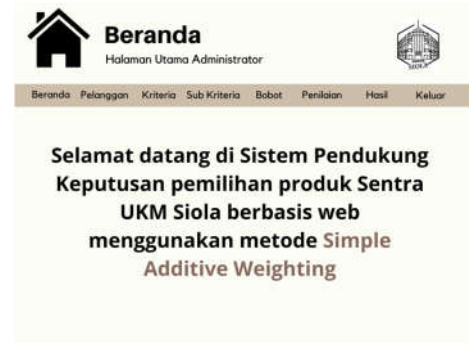 Beranda
Halaman Utama Administrator
SIOLA
Beranda Pelanggan Kriteria Sub Kriteria Bobot Penilaian Hasil Keluar
Selamat datang di Sistem Pendukung
Keputusan pemilihan produk Sentra
UKM Siola berbasis web
menggunakan metode Simple
Additive Weighting